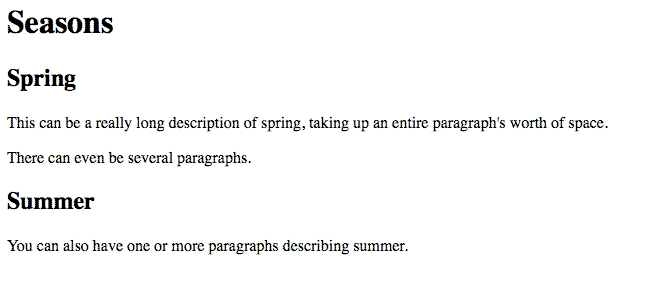 Seasons
Spring
This can be a really long description of spring, taking up an entire paragraph's worth of space.
There can even be several paragraphs.
Summer
You can also have one or more paragraphs describing summer.